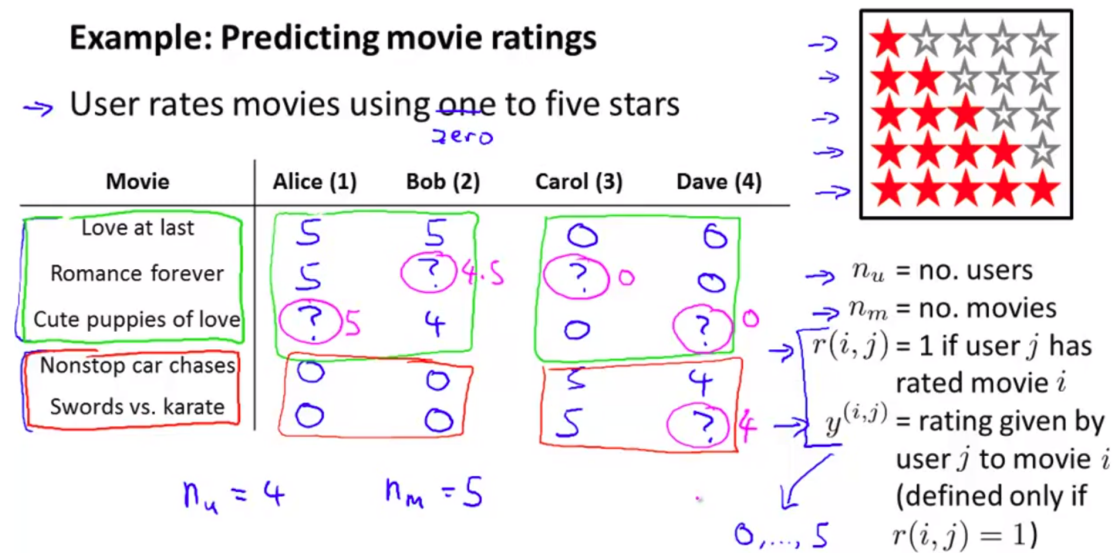 Example: Predicting movie ratings
→ User rates movies using one to five stars
zero
Movie Alice (1) Bob (2) Carol (3) Dave (4)
Love at last 5 5 0 0
Romance forever 5 ? 4.5 ? 0 0
Cute puppies of love ? 5 4 0 ? 0
Nonstop car chases 0 0 5 4
Swords vs. karate 0 0 5 ? 4
n_u = 4 n_m = 5
→ n_u = no. users
→ n_m = no. movies
→ r(i, j) = 1 if user j has
rated movie i
→ y^(i,j) = rating given by
user j to movie i
(defined only if
r(i, j) = 1)
0, ..., 5